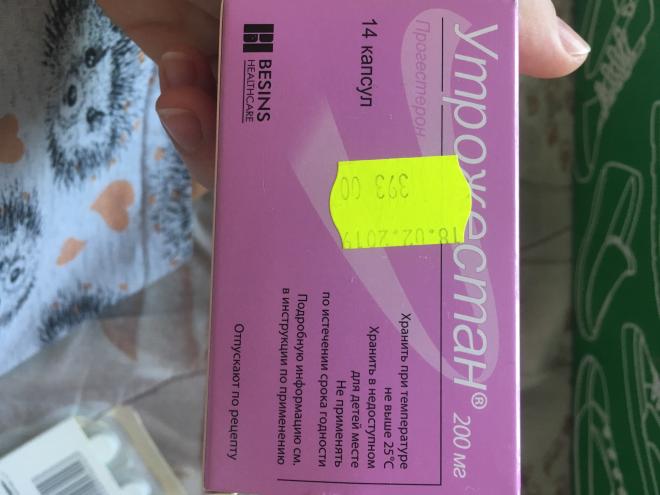 Утрожестан® 200 мг
Прогестерон
14 капсул
BESINS
HEALTHCARE
393 00
18.02.2019
Хранить при температуре
не выше 25°С
Хранить в недоступном
для детей месте
Не применять
по истечении срока годности
Подробную информацию см.
в инструкции по применению
Отпускают по рецепту